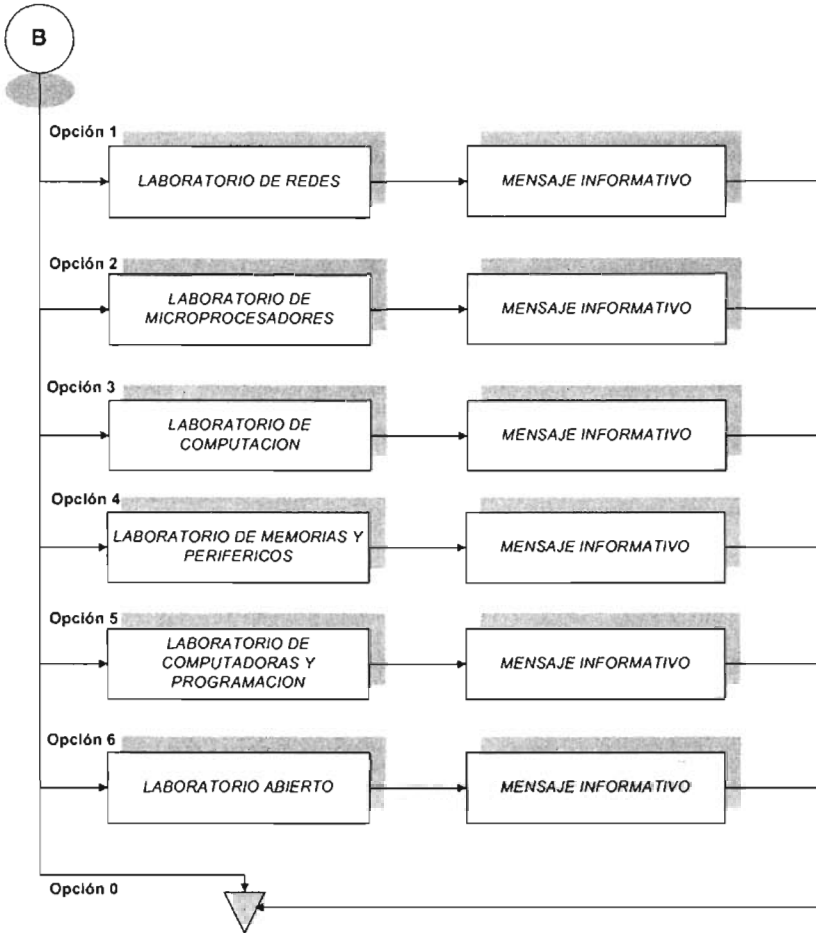 B
Opción 1
LABORATORIO DE REDES
MENSAJE INFORMATIVO
Opción 2
LABORATORIO DE
MICROPROCESADORES
MENSAJE INFORMATIVO
Opción 3
LABORATORIO DE
COMPUTACION
MENSAJE INFORMATIVO
Opción 4
LABORATORIO DE MEMORIAS Y
PERIFERICOS
MENSAJE INFORMATIVO
Opción 5
LABORATORIO DE
COMPUTADORAS Y
PROGRAMACION
MENSAJE INFORMATIVO
Opción 6
LABORATORIO ABIERTO
MENSAJE INFORMATIVO
Opción 0